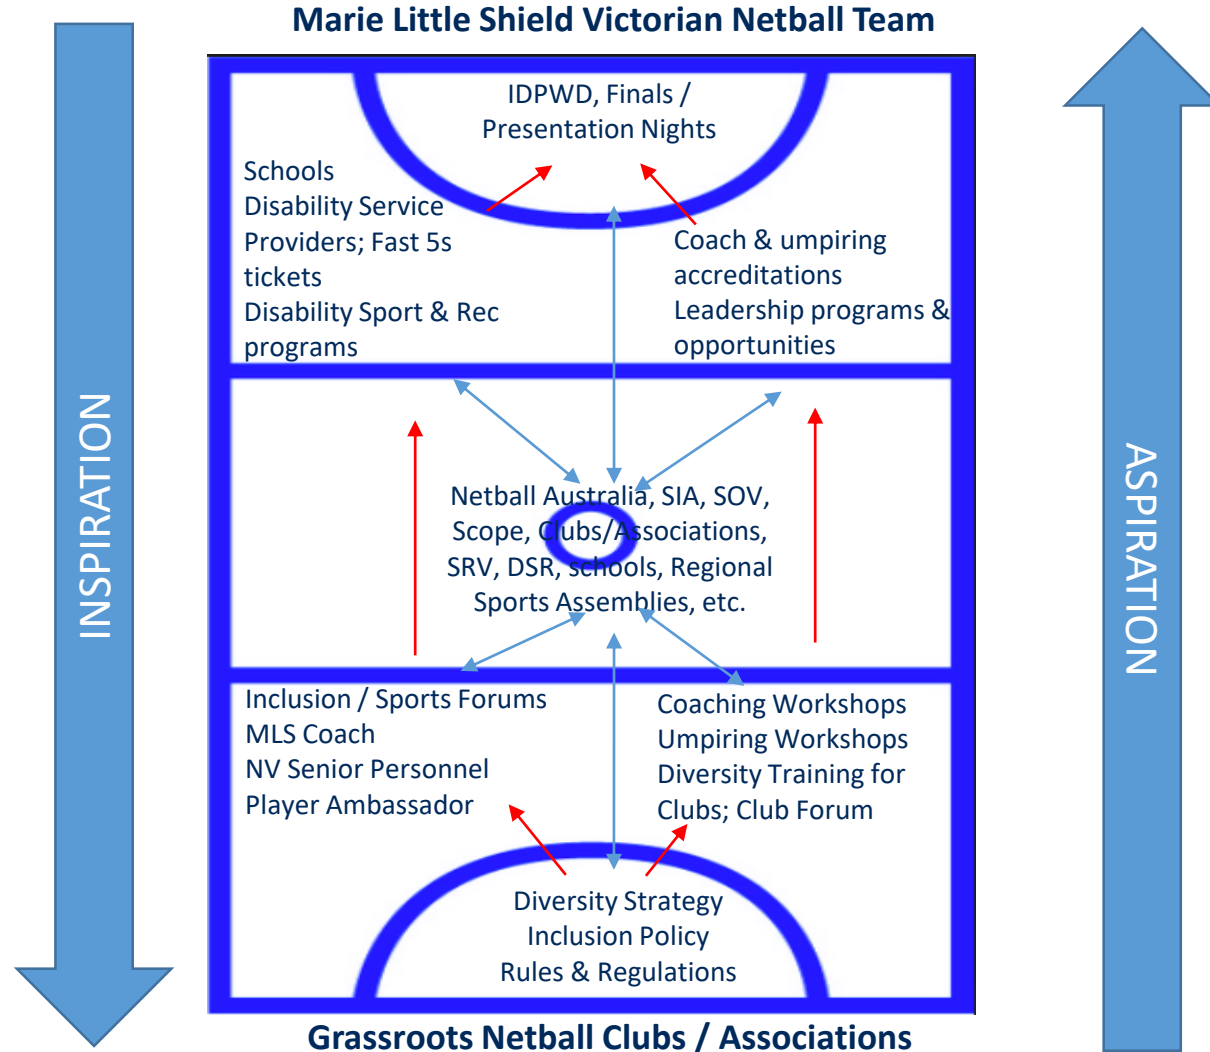 Marie Little Shield Victorian Netball Team
INSPIRATION
IDPWD, Finals /
Presentation Nights
Schools
Disability Service
Providers; Fast 5s
tickets
Disability Sport & Rec
programs
Coach & umpiring
accreditations
Leadership programs &
opportunities
Netball Australia, SIA, SOV,
Scope, Clubs/Associations,
SRV, DSR, schools, Regional
Sports Assemblies, etc.
Inclusion / Sports Forums
MLS Coach
NV Senior Personnel
Player Ambassador
Coaching Workshops
Umpiring Workshops
Diversity Training for
Clubs; Club Forum
Diversity Strategy
Inclusion Policy
Rules & Regulations
ASPIRATION
Grassroots Netball Clubs / Associations